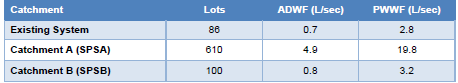 Catchment Lots ADWF (L/sec) PWWF (L/sec)
Existing System 86 0.7 2.8
Catchment A (SPSA) 610 4.9 19.8
Catchment B (SPSB) 100 0.8 3.2